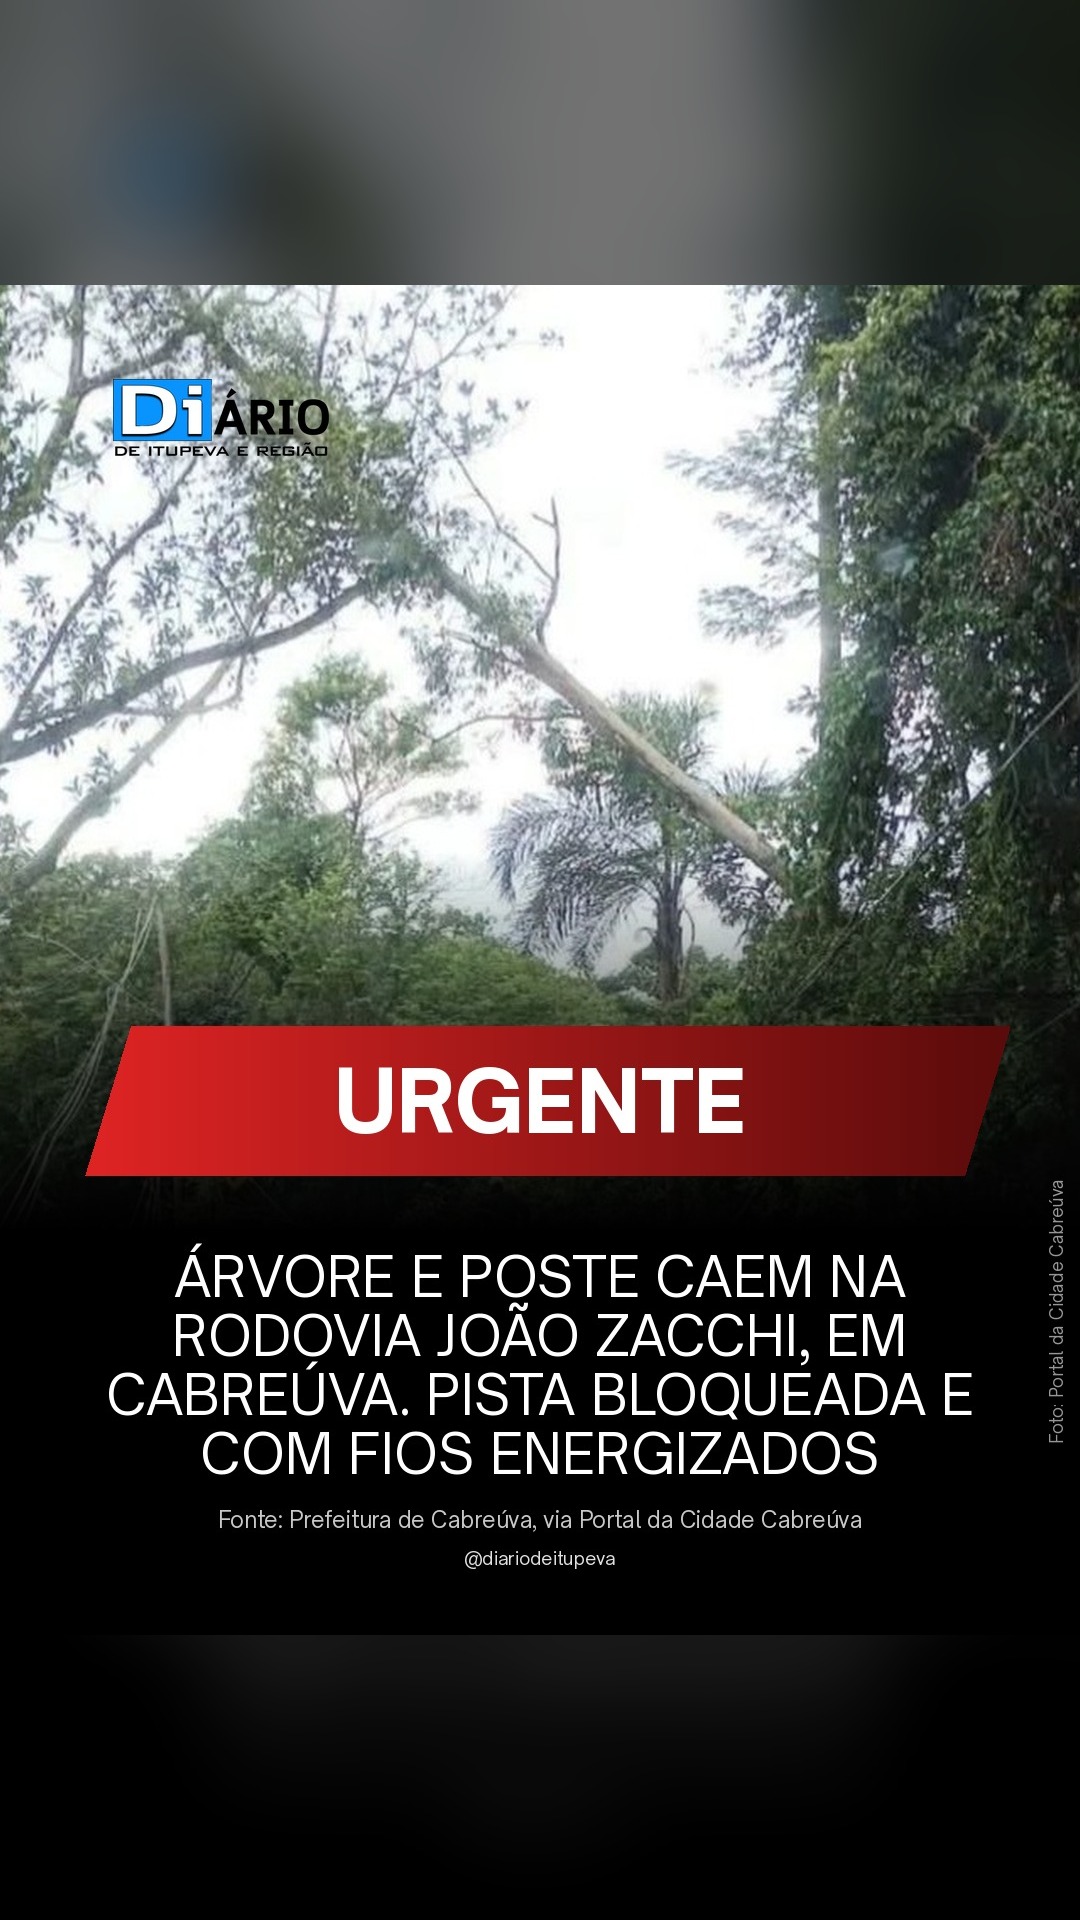 DiÁRIO
DE ITUPEVA E REGIÃO
URGENTE
ÁRVORE E POSTE CAEM NA
RODOVIA JOÃO ZACCHI, EM
CABREÚVA. PISTA BLOQUEADA E
COM FIOS ENERGIZADOS
Foto: Portal da Cidade Cabreúva
Fonte: Prefeitura de Cabreúva, via Portal da Cidade Cabreúva
@diariodeitupeva